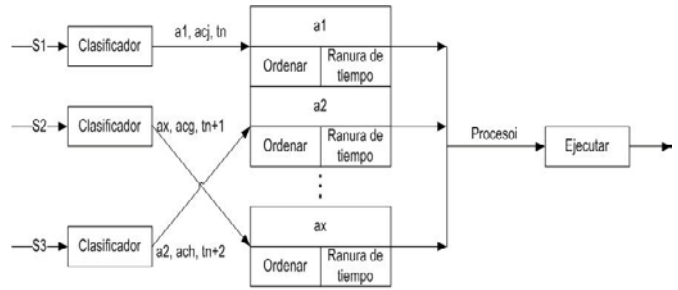 a1
S1
Clasificador
a1, acj, tn
Ordenar
Ranura de
tiempo
a2
S2
Clasificador
ax, acg, tn+1
Ordenar
Ranura de
tiempo
Procesoi
Ejecutar
ax
S3
Clasificador
a2, ach, tn+2
Ordenar
Ranura de
tiempo